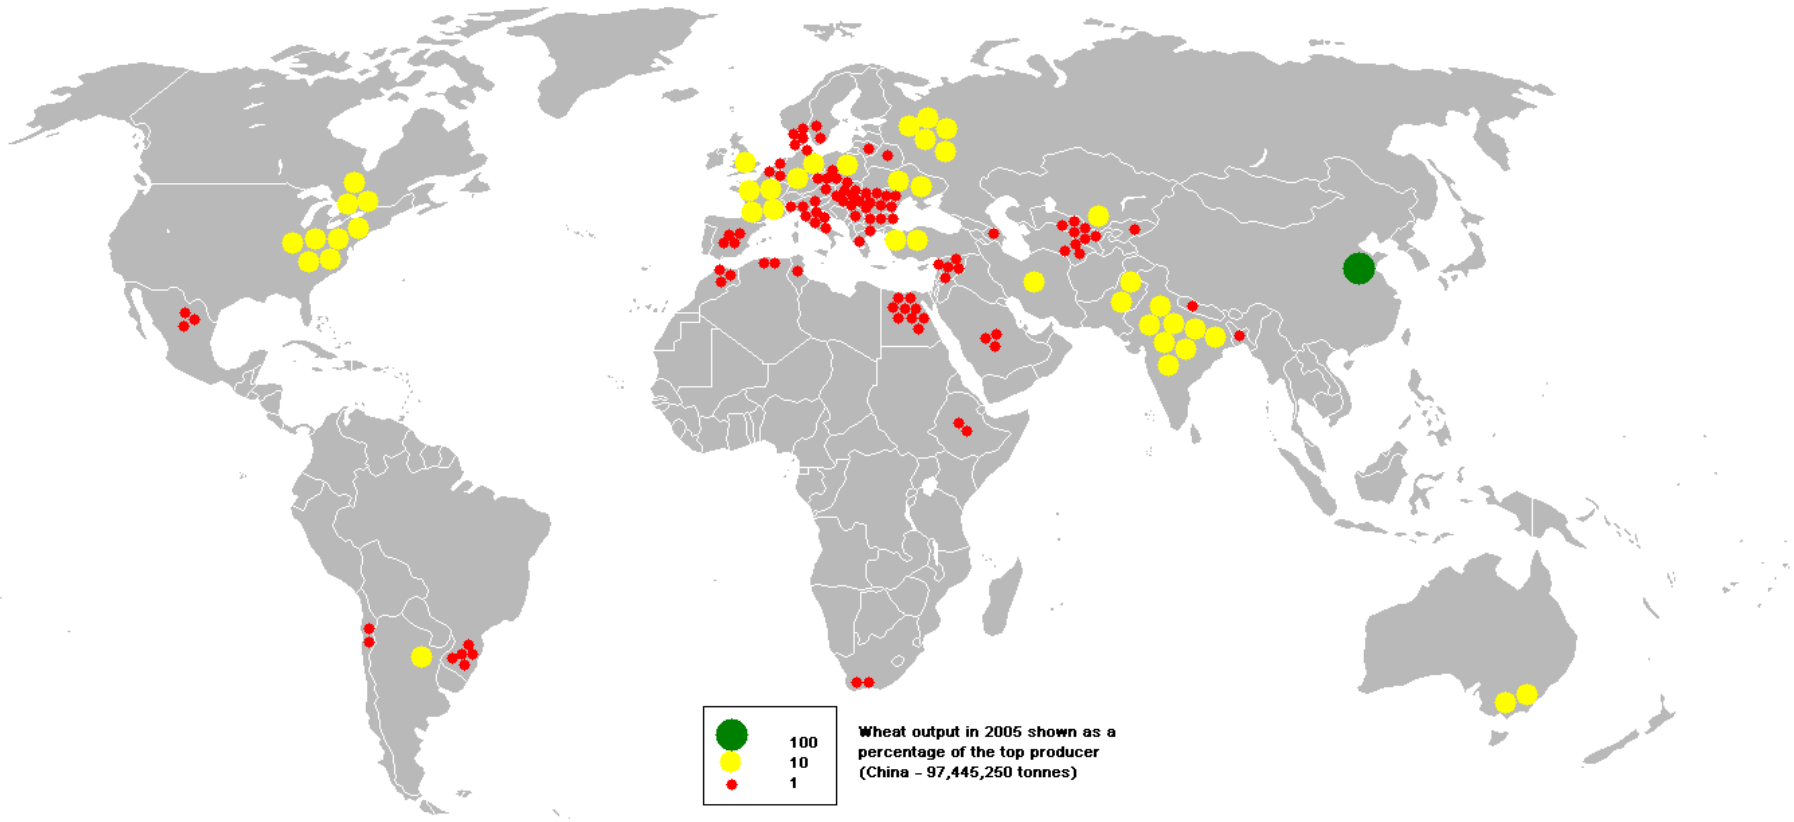 100
10
1
Wheat output in 2005 shown as a
percentage of the top producer
(China - 97,445,250 tonnes)